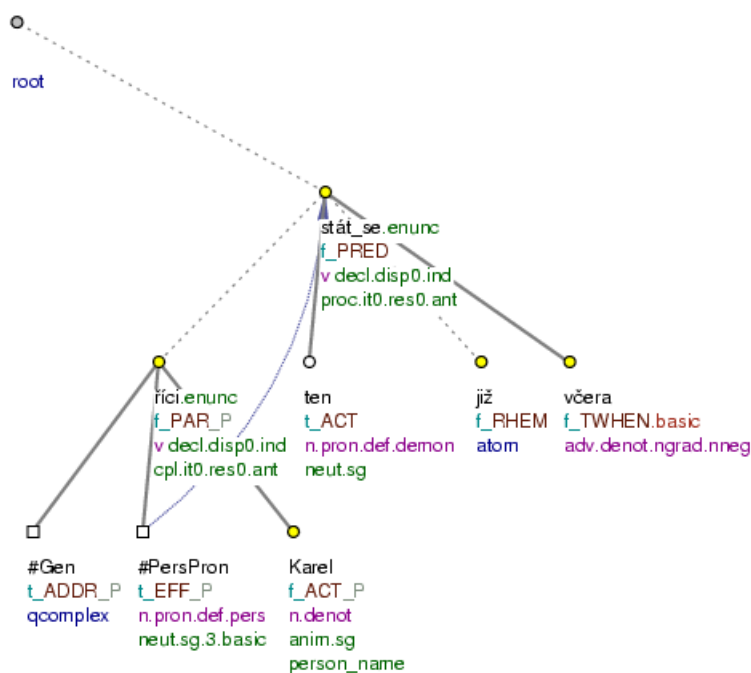 root
stát_se.enunc
f_PRED
v decl.disp0.ind
proc.it0.res0.ant
říci.enunc
f_PAR_P
v decl.disp0.ind
cpl.it0.res0.ant
ten
t_ACT
n.pron.def.demon
neut.sg
již
f_RHEM
atom
včera
f_TWHEN.basic
adv.denot.ngrad.nneg
#Gen
t_ADDR_P
qcomplex
#PersPron
t_EFF_P
n.pron.def.pers
neut.sg.3.basic
Karel
f_ACT_P
n.denot
anim.sg
person_name